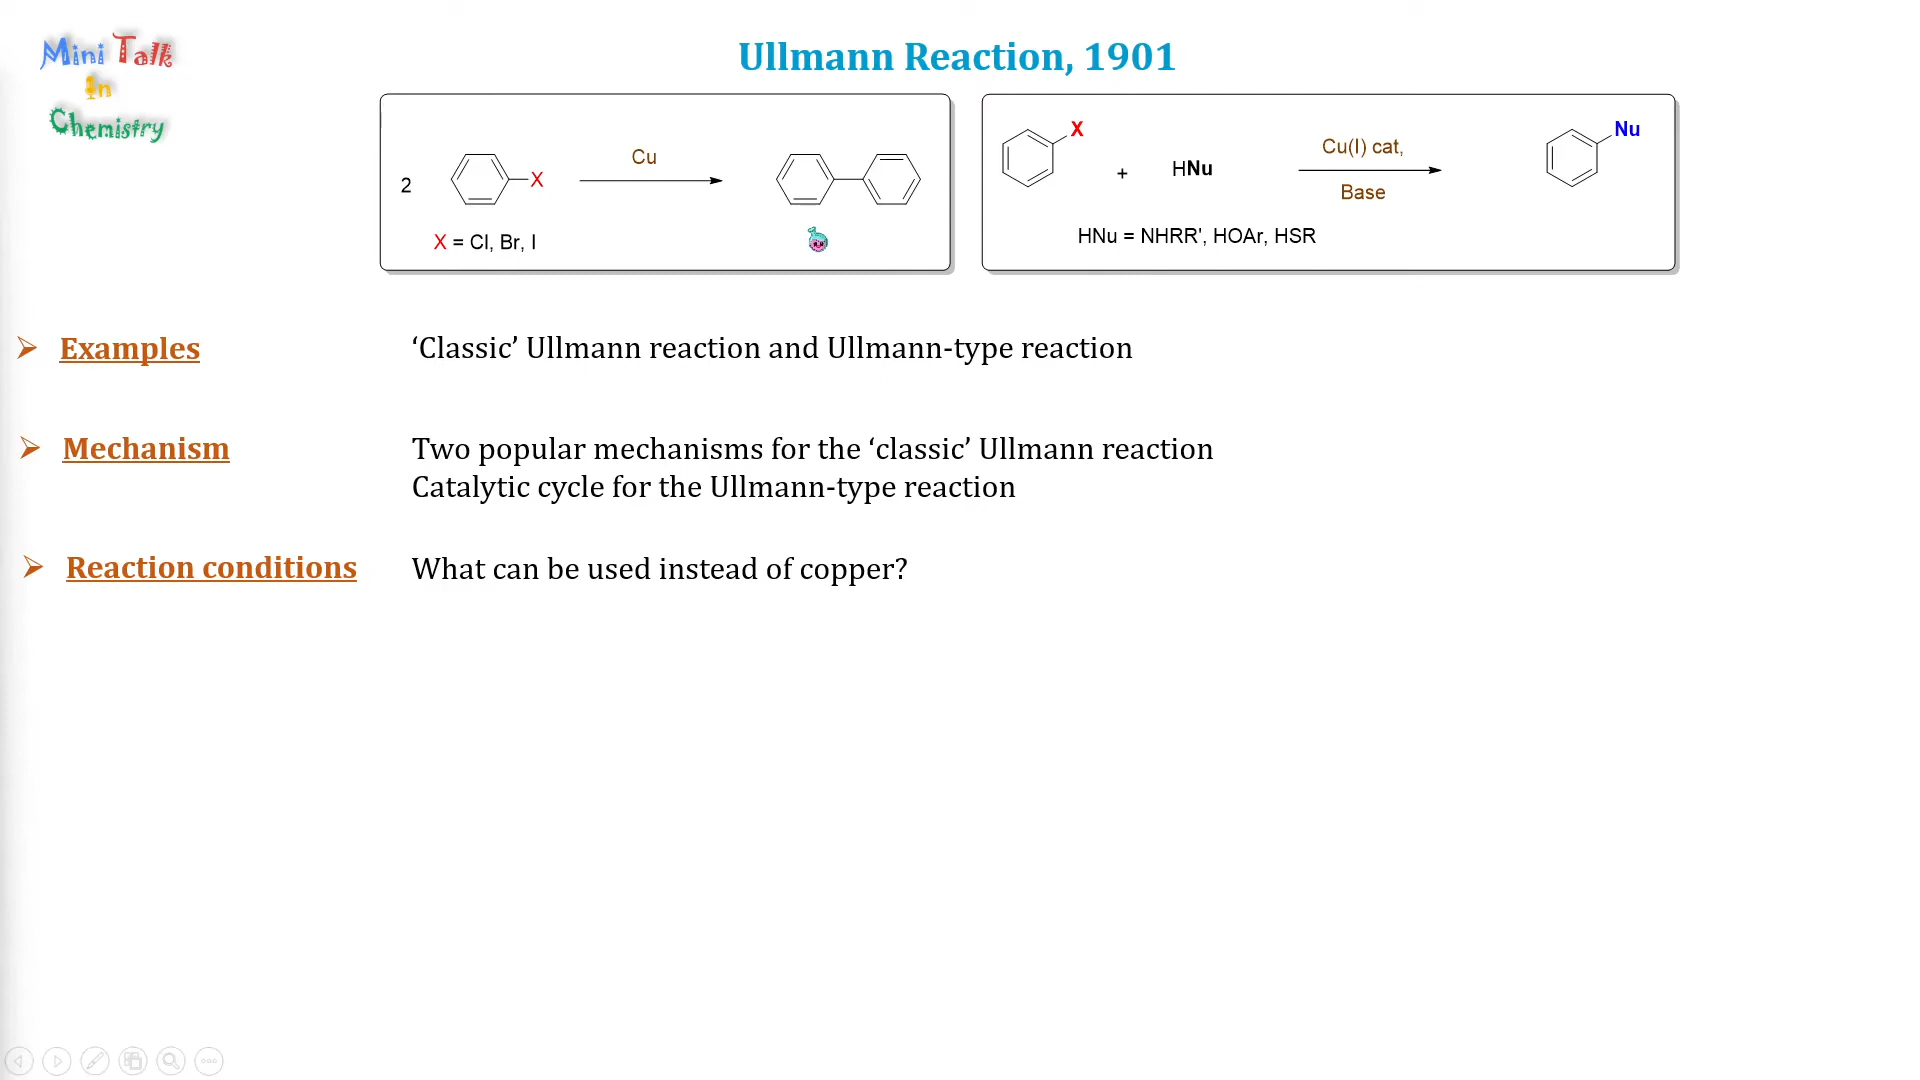 Mini Talk
In
Chemistry
Ullmann Reaction, 1901
2
X
Cu
X = Cl, Br, I
X
+
HNu
Cu(I) cat,
Base
Nu
HNu = NHRR', HOAr, HSR
➢ Examples
‘Classic’ Ullmann reaction and Ullmann-type reaction
➢ Mechanism
Two popular mechanisms for the ‘classic’ Ullmann reaction
Catalytic cycle for the Ullmann-type reaction
➢ Reaction conditions
What can be used instead of copper?